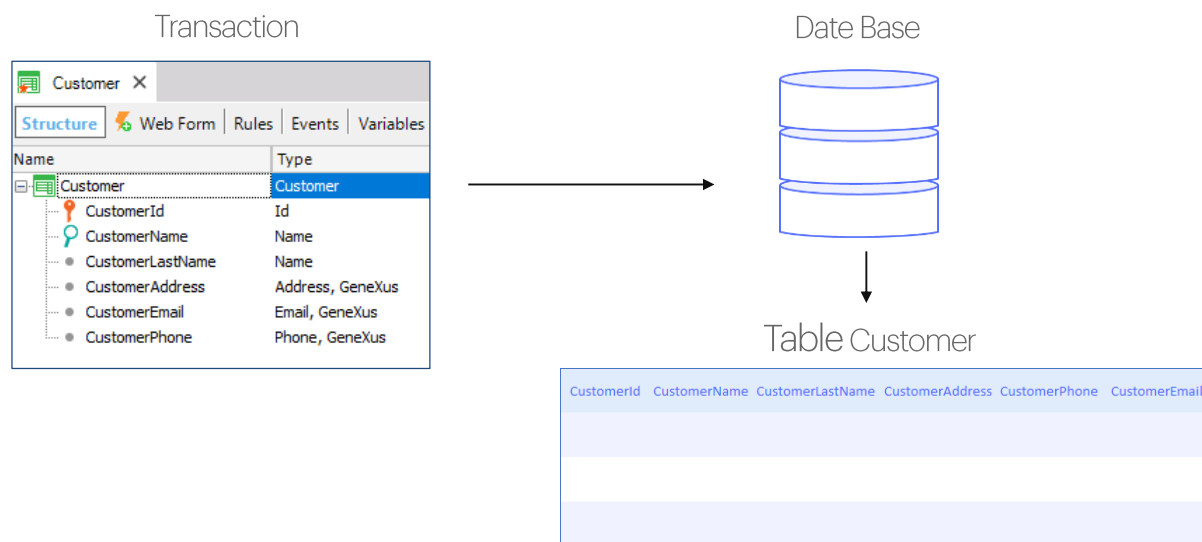 Transaction
Date Base
Customer
Structure Web Form Rules Events Variables
Name Type
Customer Customer
CustomerId Id
CustomerName Name
CustomerLastName Name
CustomerAddress Address, GeneXus
CustomerEmail Email, GeneXus
CustomerPhone Phone, GeneXus
Table Customer
CustomerId CustomerName CustomerLastName CustomerAddress CustomerPhone CustomerEmail